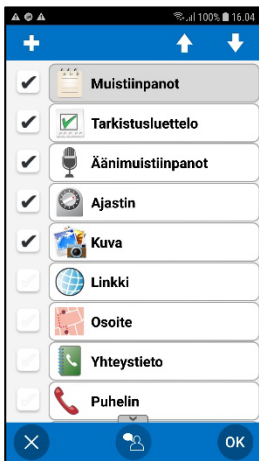 100% 16.04
Muistiinpanot
Tarkistusluettelo
Äänimuistiinpanot
Ajastin
Kuva
Linkki
Osoite
Yhteystieto
Puhelin
OK